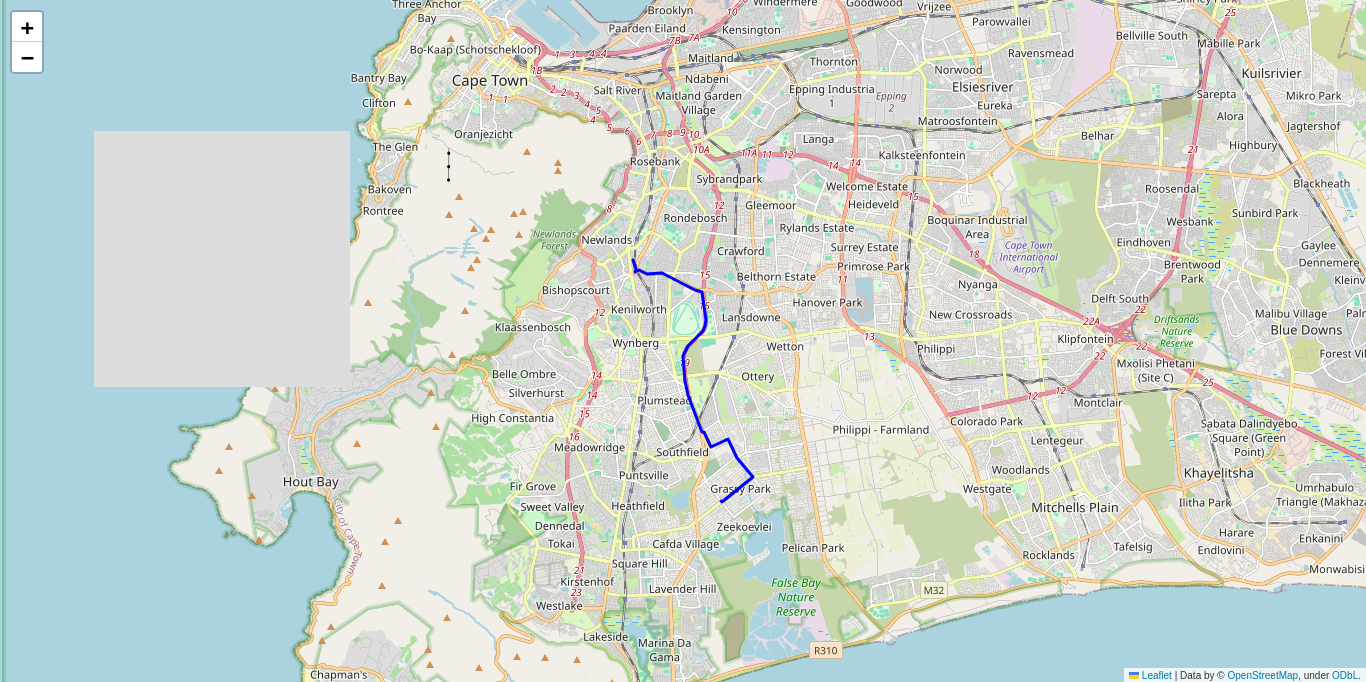 Three Anchor
Bay
Brooklyn
Windermere
Goodwood
Vrijzee
Parowvallei
25
Bellville South
Mabille Park
+
−
Bo-Kaap (Schotschekloof)
Paarden Eiland
Kensington
10
7B
7A
Maitland
Thornton
Ravensmead
Kuilsrivier
Bantry Bay
Cape Town
1B
1
3
4
4
Ndabeni
Norwood
Elsiesriver
Sarepta
Mikro Park
Clifton
1
1
2
2
3
4
5
Salt River
Maitland Garden
Village
Epping Industria
1
Epping
2
Eureka
Matroosfontein
Alora
Jagtershof
Oranjezicht
4
5
6
6
7
8
9
10
Langa
Belhar
Highbury
The Glen
Rosebank
10A
11A
11
12
14
14
Kalksteenfontein
21
Bakoven
Sybrandpark
Welcome Estate
15
Roosendal
Blackheath
Rontree
8
12
Gleemoor
Heideveld
Rondebosch
Boquinar Industrial
Area
Wesbank
Sunbird Park
Newlands
Forest
Newlands
Rylands Estate
Crawford
Surrey Estate
18
Cape Town
International
Airport
Eindhoven
Gaylee
Dennemere
Primrose Park
Brentwood
Park
15
Belthorn Estate
11
Nyanga
Kleinv
Bishopscourt
Hanover Park
Delft South
Kenilworth
12
15
Lansdowne
New Crossroads
25
Malibu Village
Klaassenbosch
22A
Driftsands
Nature
Reserve
Blue Downs
Wynberg
Wetton
13
Philippi
Klipfontein
22
22
Forest Vil
9
Mxolisi Phetani
(Site C)
Belle Ombre
14
Ottery
25
Silverhurst
14
12
12
Plumstead
Montclair
High Constantia
15
Colorado Park
Sabata Dalindyebo
Square (Green
Point)
16
Philippi - Farmland
Lentegeur
Meadowridge
Southfield
Woodlands
Khayelitsha
Hout Bay
Puntsville
Fir Grove
Grassy Park
Westgate
Umrhabulo
Triangle (Makhaza
City of Cape Town
Sweet Valley
Heathfield
Mitchells Plain
Ilitha Park
Dennedal
Zeekoevlei
Harare
Enkanini
Tokai
Cafda Village
Pelican Park
Tafelsig
Endlovini
Rocklands
Square Hill
21
Monwabisi
Kirstenhof
23
False Bay
Nature
Reserve
Lavender Hill
M32
Westlake
Lakeside
Marina Da
Gama
R310
Chapman's
Leaflet | Data by © OpenStreetMap, under ODbL.